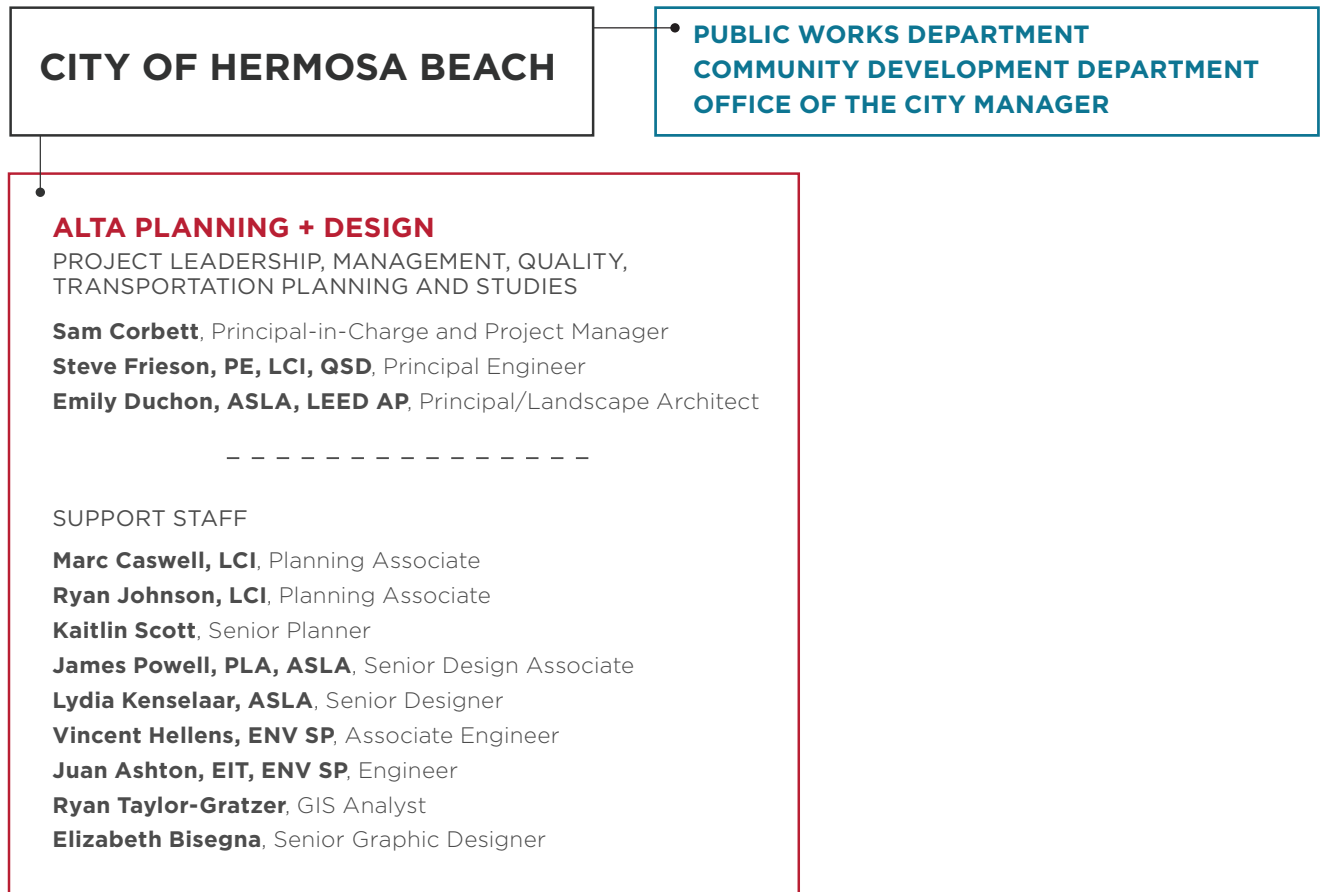 CITY OF HERMOSA BEACH
PUBLIC WORKS DEPARTMENT
COMMUNITY DEVELOPMENT DEPARTMENT
OFFICE OF THE CITY MANAGER
ALTA PLANNING + DESIGN
PROJECT LEADERSHIP, MANAGEMENT, QUALITY,
TRANSPORTATION PLANNING AND STUDIES
Sam Corbett, Principal-in-Charge and Project Manager
Steve Frieson, PE, LCI, QSD, Principal Engineer
Emily Duchon, ASLA, LEED AP, Principal/Landscape Architect
SUPPORT STAFF
Marc Caswell, LCI, Planning Associate
Ryan Johnson, LCI, Planning Associate
Kaitlin Scott, Senior Planner
James Powell, PLA, ASLA, Senior Design Associate
Lydia Kenselaar, ASLA, Senior Designer
Vincent Hellens, ENV SP, Associate Engineer
Juan Ashton, EIT, ENV SP, Engineer
Ryan Taylor-Gratzer, GIS Analyst
Elizabeth Bisegna, Senior Graphic Designer